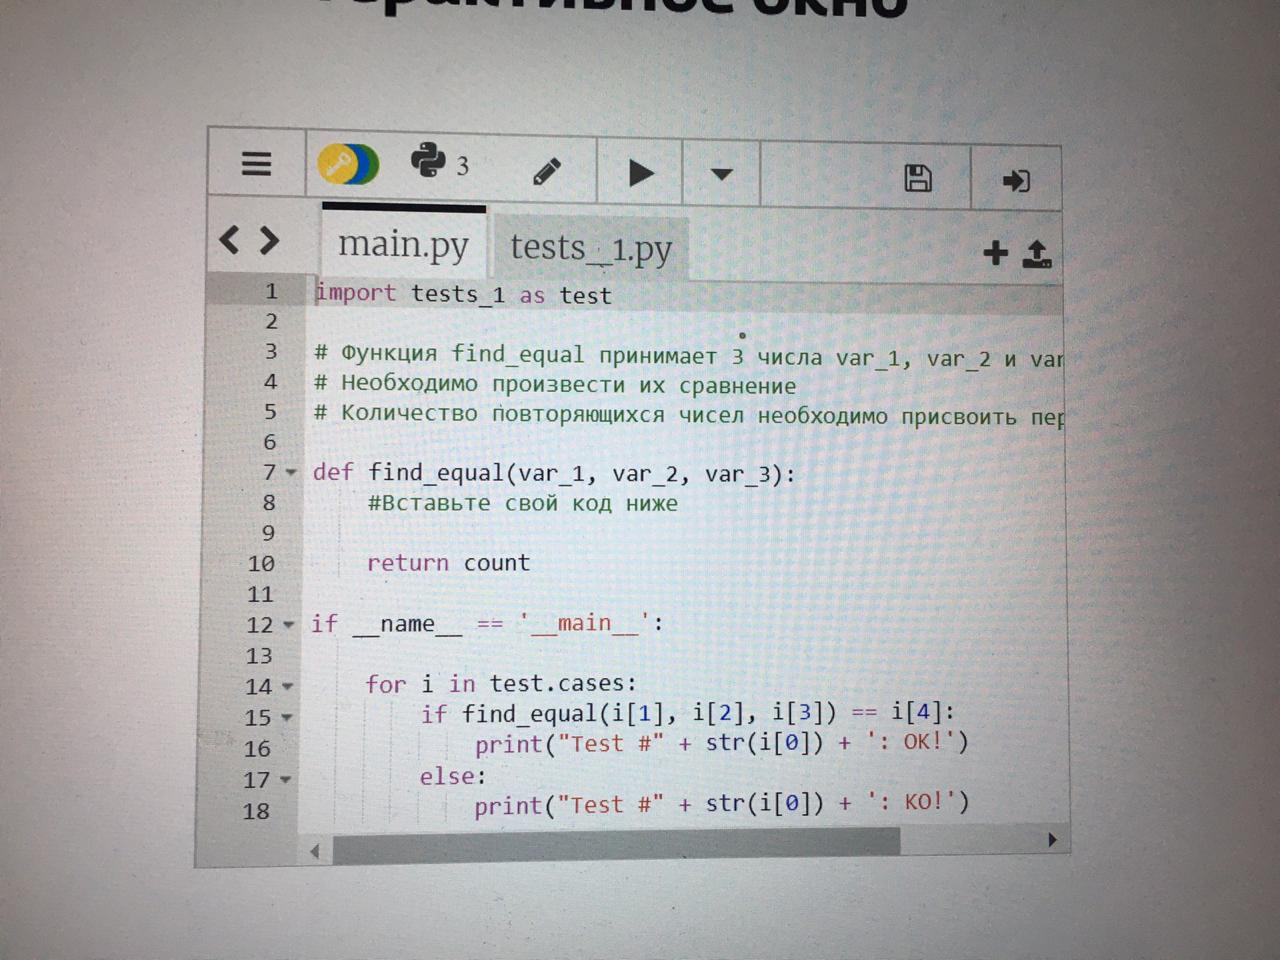 окно
3
main.py tests_1.py
1 import tests_1 as test
2
3 # Функция find_equal принимает 3 числа var_1, var_2 и var
4 # Необходимо произвести их сравнение
5 # Количество повторяющихся чисел необходимо присвоить пер
6
7 def find_equal(var_1, var_2, var_3):
8 #Вставьте свой код ниже
9
10 return count
11
12 if __name__ == '__main__':
13
14 for i in test.cases:
15 if find_equal(i[1], i[2], i[3]) == i[4]:
16 print("Test #" + str(i[0]) + ': OK!')
17 else:
18 print("Test #" + str(i[0]) + ': KO!')